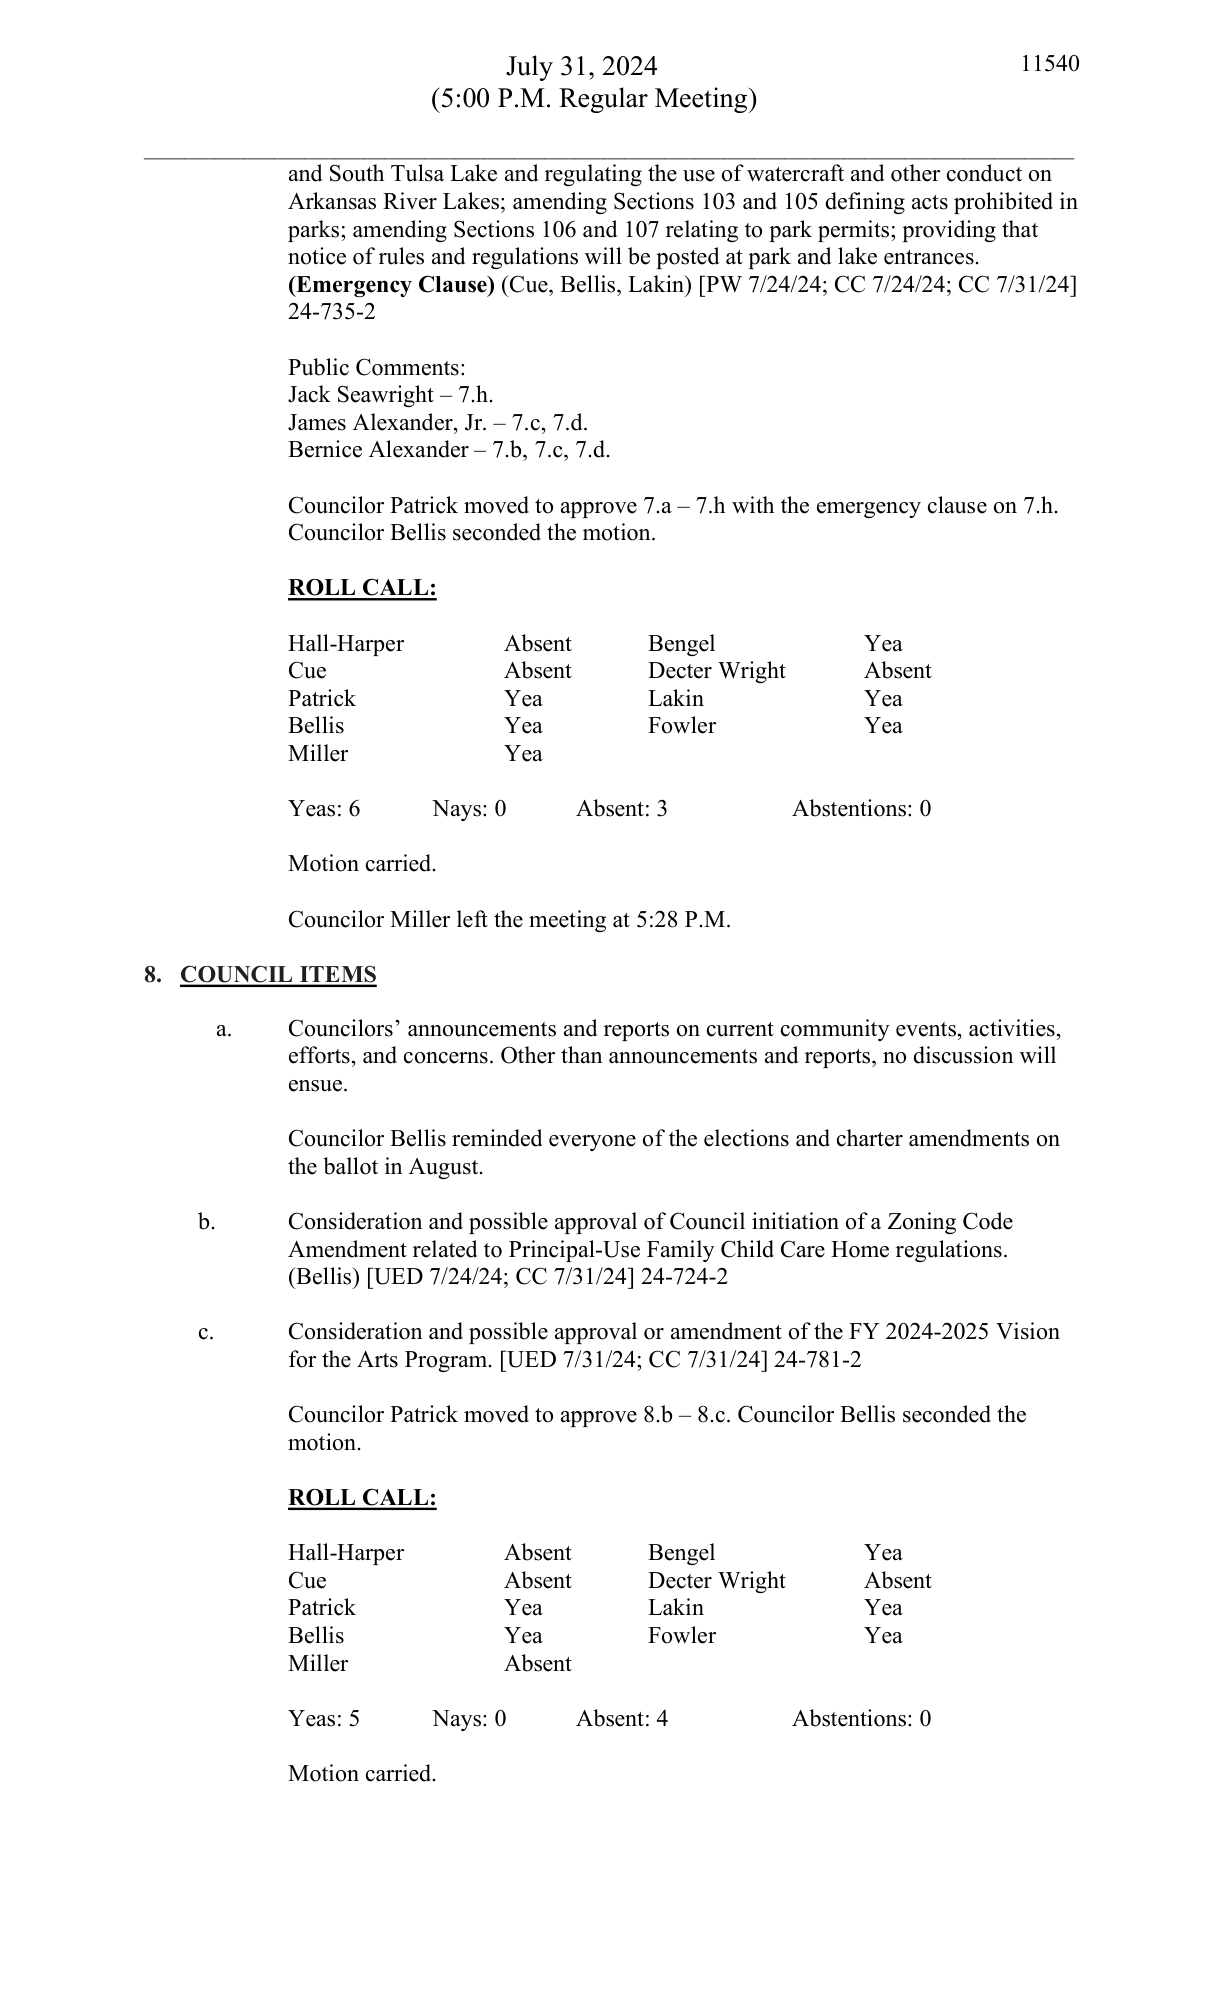 July 31, 2024
11540
(5:00 P.M. Regular Meeting)
and South Tulsa Lake and regulating the use of watercraft and other conduct on
Arkansas River Lakes; amending Sections 103 and 105 defining acts prohibited in
parks; amending Sections 106 and 107 relating to park permits; providing that
notice of rules and regulations will be posted at park and lake entrances.
(Emergency Clause) (Cue, Bellis, Lakin) [PW 7/24/24; CC 7/24/24; CC 7/31/24]
24-735-2
Public Comments:
Jack Seawright – 7.h.
James Alexander, Jr. – 7.c, 7.d.
Bernice Alexander – 7.b, 7.c, 7.d.
Councilor Patrick moved to approve 7.a – 7.h with the emergency clause on 7.h.
Councilor Bellis seconded the motion.
ROLL CALL:
Hall-Harper Absent Bengel Yea
Cue Absent Decter Wright Absent
Patrick Yea Lakin Yea
Bellis Yea Fowler Yea
Miller Yea
Yeas: 6 Nays: 0 Absent: 3 Abstentions: 0
Motion carried.
Councilor Miller left the meeting at 5:28 P.M.
8. COUNCIL ITEMS
a. Councilors’ announcements and reports on current community events, activities,
efforts, and concerns. Other than announcements and reports, no discussion will
ensue.
Councilor Bellis reminded everyone of the elections and charter amendments on
the ballot in August.
b. Consideration and possible approval of Council initiation of a Zoning Code
Amendment related to Principal-Use Family Child Care Home regulations.
(Bellis) [UED 7/24/24; CC 7/31/24] 24-724-2
c. Consideration and possible approval or amendment of the FY 2024-2025 Vision
for the Arts Program. [UED 7/31/24; CC 7/31/24] 24-781-2
Councilor Patrick moved to approve 8.b – 8.c. Councilor Bellis seconded the
motion.
ROLL CALL:
Hall-Harper Absent Bengel Yea
Cue Absent Decter Wright Absent
Patrick Yea Lakin Yea
Bellis Yea Fowler Yea
Miller Absent
Yeas: 5 Nays: 0 Absent: 4 Abstentions: 0
Motion carried.